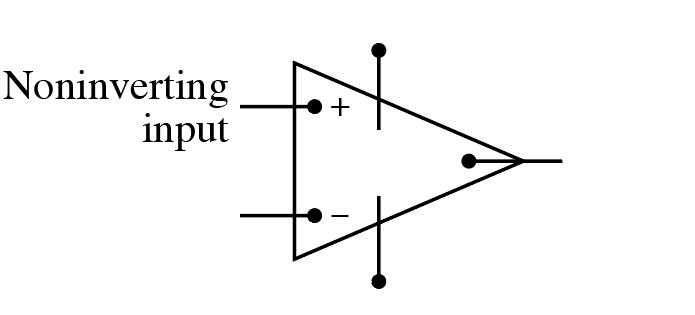 Noninverting
input
+
−